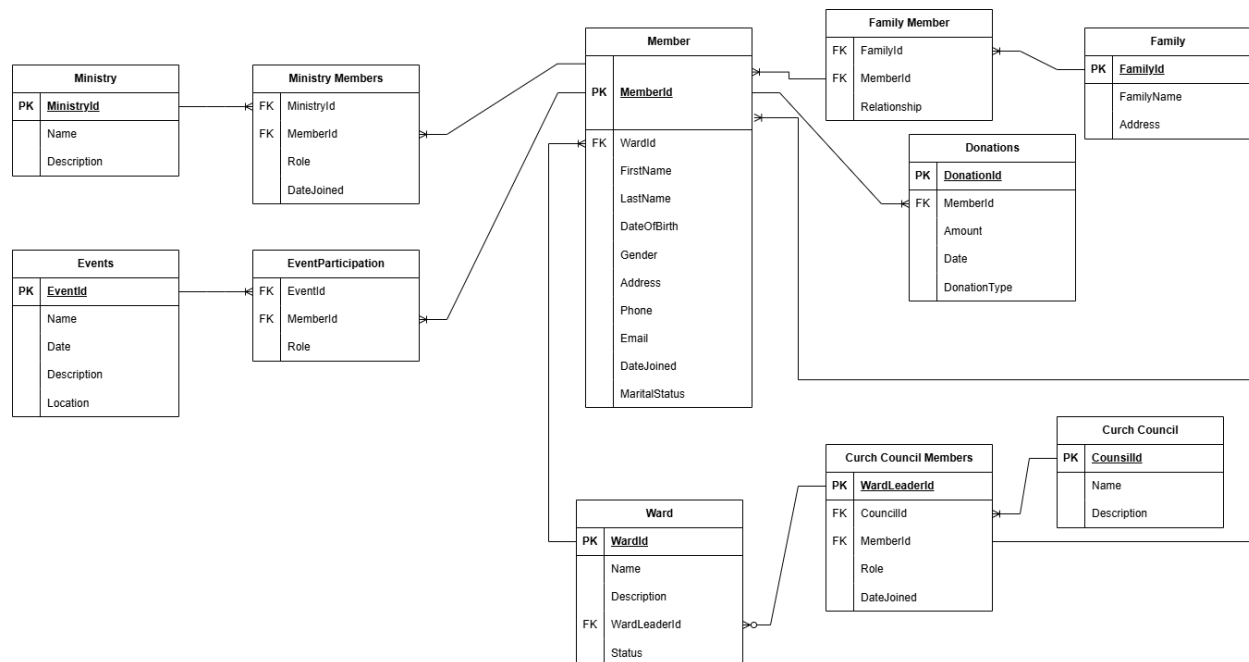 Ministry
PK MinistryId
Name
Description
Ministry Members
FK MinistryId
FK MemberId
Role
DateJoined
Member
PK MemberId
FK WardId
FirstName
LastName
DateOfBirth
Gender
Address
Phone
Email
DateJoined
MaritalStatus
Family Member
FK FamilyId
FK MemberId
Relationship
Family
PK FamilyId
FamilyName
Address
Donations
PK DonationId
FK MemberId
Amount
Date
DonationType
Events
PK EventId
Name
Date
Description
Location
EventParticipation
FK EventId
FK MemberId
Role
Ward
PK WardId
Name
Description
FK WardLeaderId
Status
Curch Council Members
PK WardLeaderId
FK CouncilId
FK MemberId
Role
DateJoined
Curch Council
PK CounsilId
Name
Description